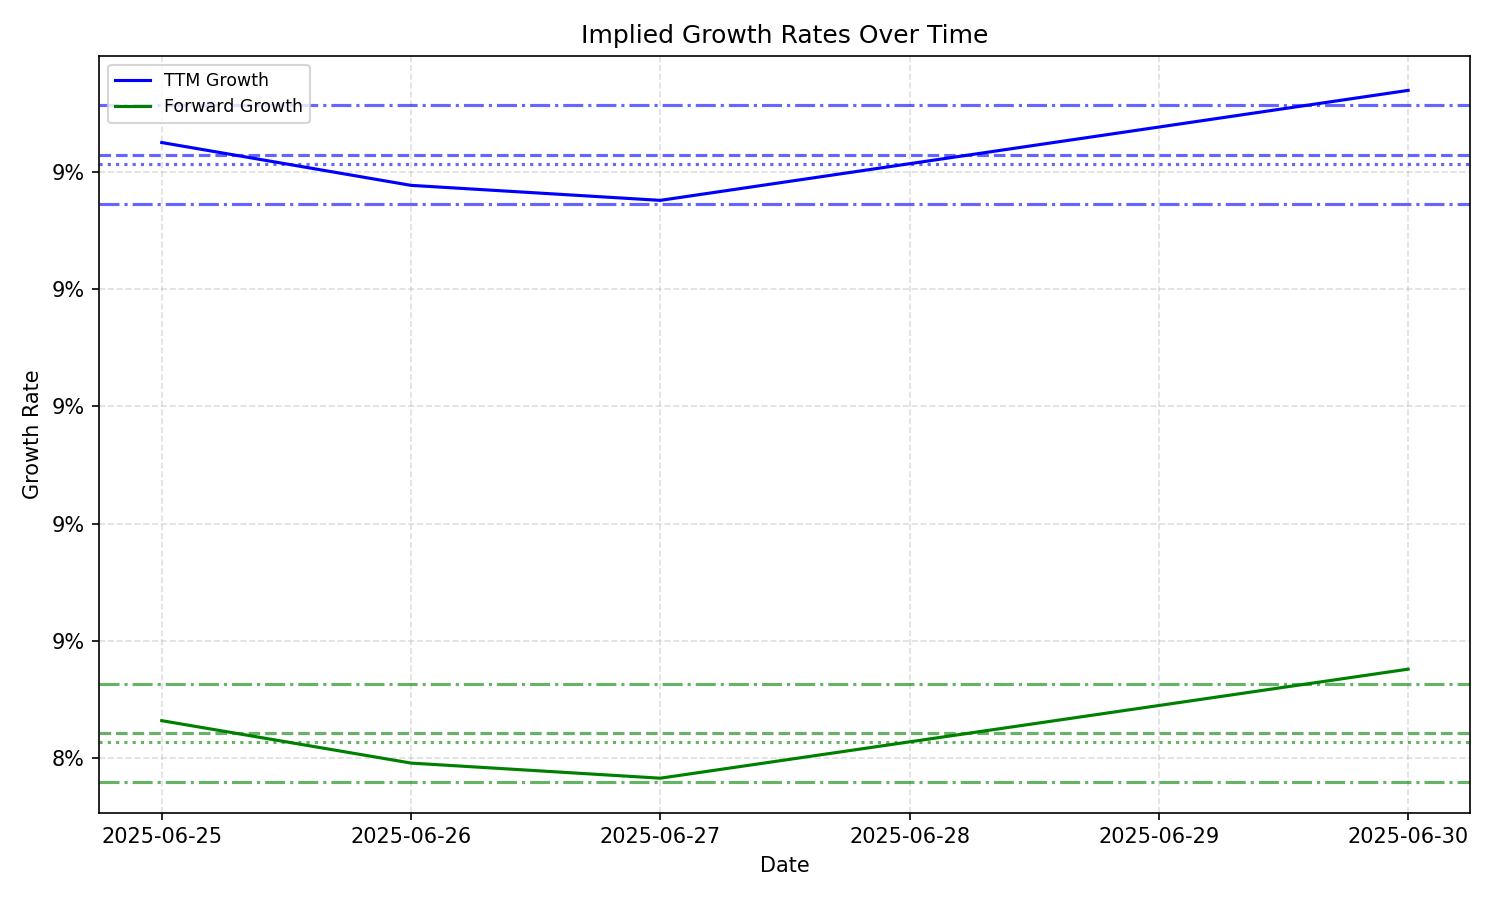 Implied Growth Rates Over Time
TTM Growth
Forward Growth
9%
9%
9%
9%
9%
8%
Growth Rate
2025-06-25
2025-06-26
2025-06-27
2025-06-28
2025-06-29
2025-06-30
Date